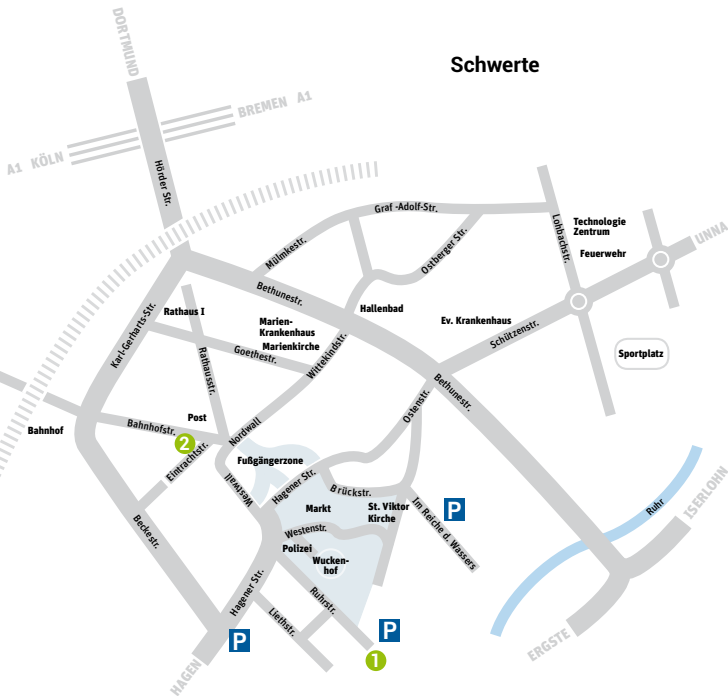 Schwerte
DORTMUND
BREMEN A1
A1 KÖLN
Hörder Str.
Graf -Adolf-Str.
Lohbachstr.
Technologie
Zentrum
Feuerwehr
UNNA
Mülmkestr.
Ostberger Str.
Bethunestr.
Hallenbad
Karl-Gerharts-Str.
Rathaus I
Marien-
Krankenhaus
Marienkirche
Ev. Krankenhaus
Schützenstr.
Goethestr.
Wittekindstr.
Rathausstr.
Sportplatz
Bethunestr.
Ostenstr.
Post
Bahnhofstr.
Bahnhof
2
Nordwall
Eintrachtstr.
Fußgängerzone
Westwall
Hagener Str.
Brückstr.
Markt
St. Viktor
Kirche
P
Im Reiche d. Wassers
Ruhr
ISERLOHN
Beckestr.
Westenstr.
Polizei
Wucken-
hof
Hagener Str.
Ruhrstr.
Liethstr.
P
P
1
HAGEN
ERGSTE